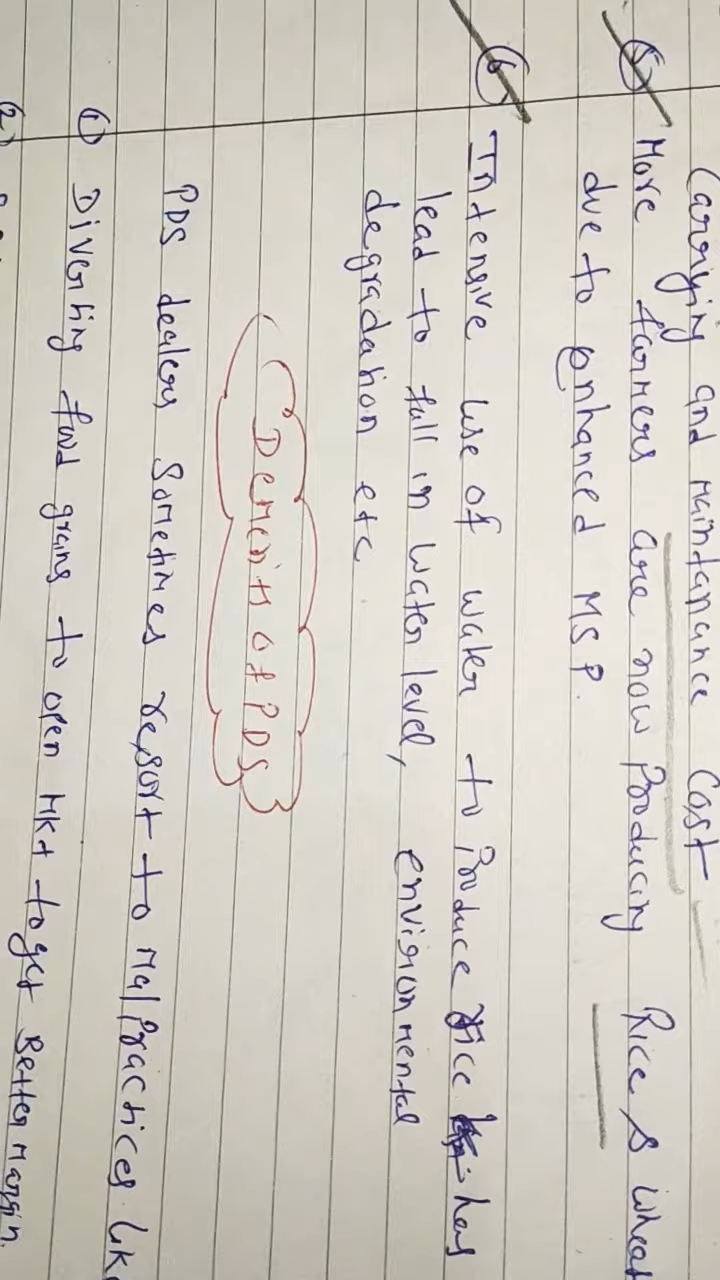 Carrying and Maintanance Cost
5) More farmers are now Producing Rice & Wheat
due to enhanced MSP.
6) Intensive use of water to Produce rice has
lead to fall in water level, environmental
degradation etc
Demerits of PDS
PDS dealers Sometimes resort to MalPractices. Lik
① Diverting food grains to open MKt to get Better Margin.
(2)